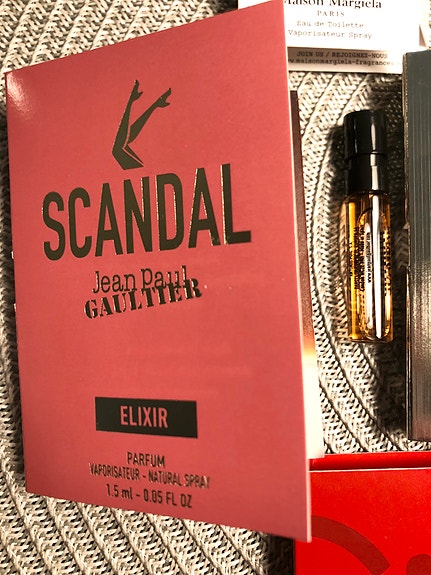 Maison Margiela
PARIS
Eau de Toilette
Vaporisateur Spray
JOIN US / REJOIGNEZ-NOUS
www.maisonmargiela-fragrances
SCANDAL
Jean Paul
GAULTIER
ELIXIR
PARFUM
VAPORISATEUR - NATURAL SPRAY
1.5 ml - 0.05 FL OZ